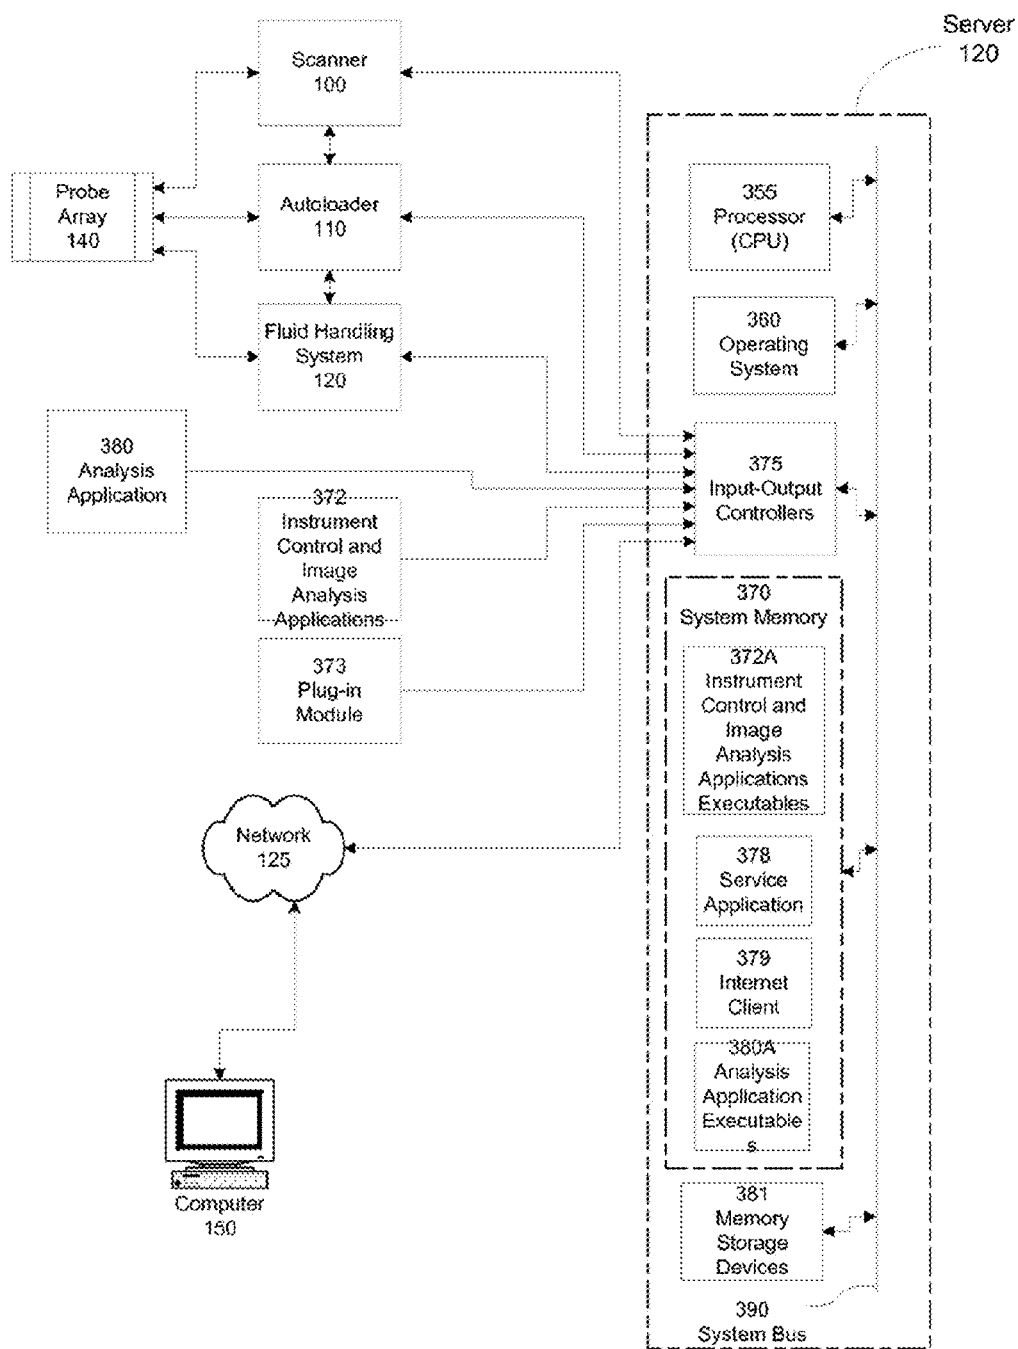 Server
120
Scanner
100
Probe
Array
140
Autoloader
110
Fluid Handling
System
120
380
Analysis
Application
372
Instrument
Control and
Image
Analysis
Applications
373
Plug-in
Module
Network
125
Computer
150
355
Processor
(CPU)
360
Operating
System
375
Input-Output
Controllers
370
System Memory
372A
Instrument
Control and
Image
Analysis
Applications
Executables
378
Service
Application
379
Internet
Client
380A
Analysis
Application
Executable
s
381
Memory
Storage
Devices
390
System Bus